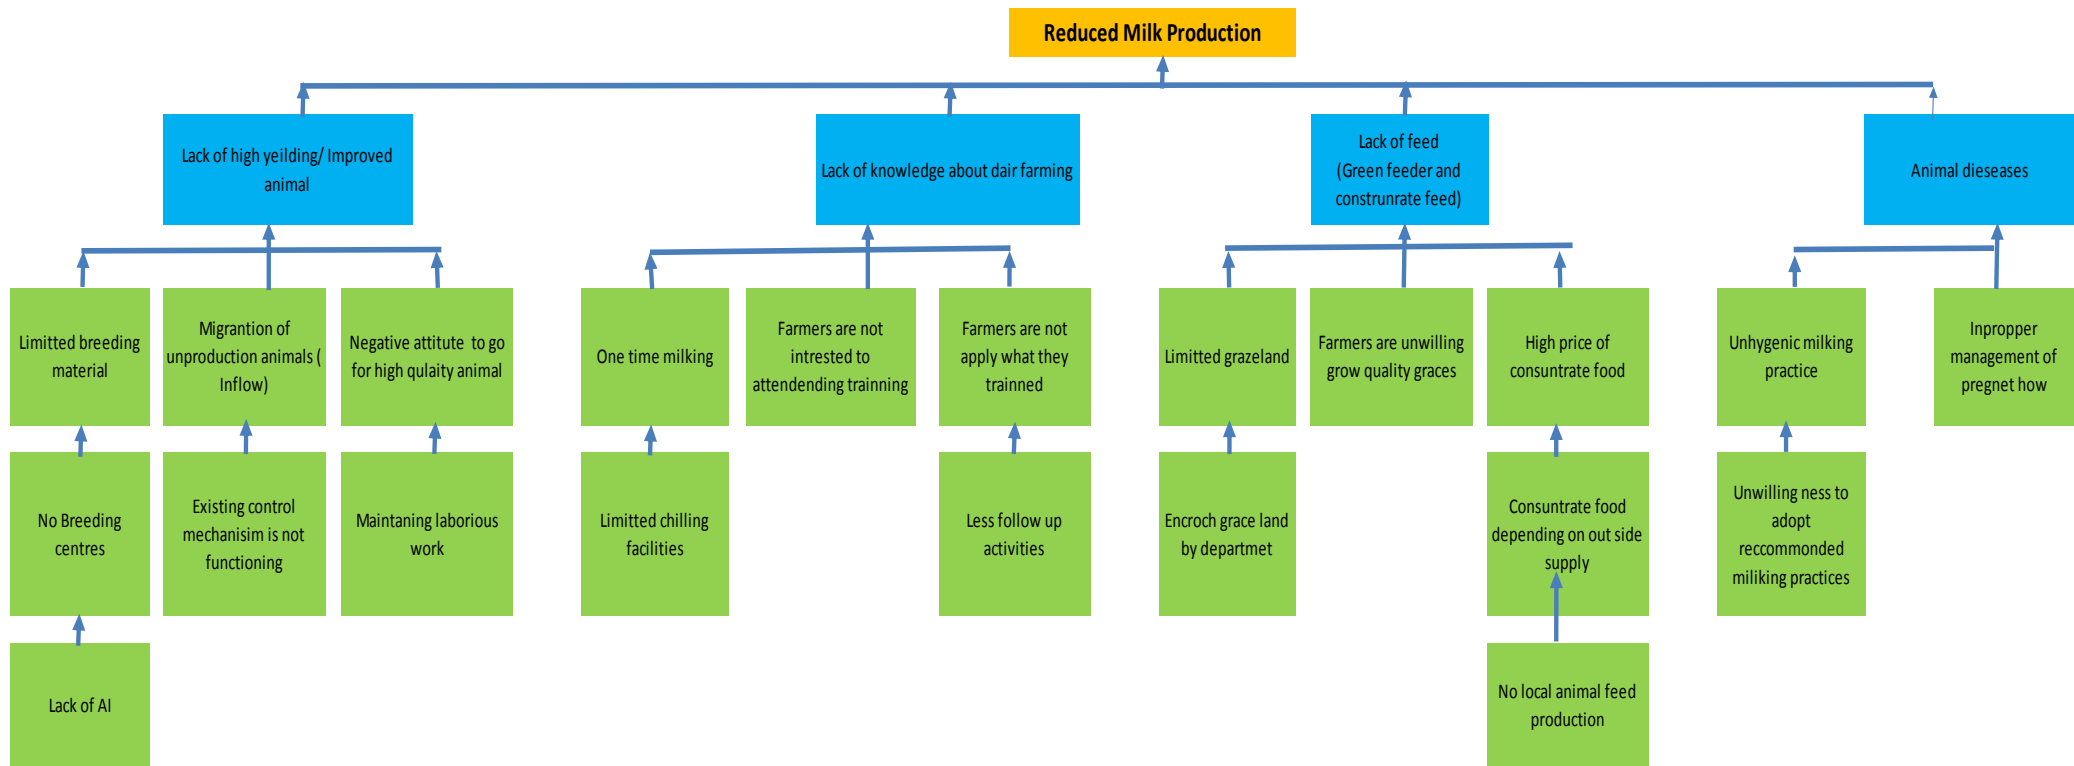 Reduced Milk Production
Lack of high yeilding/ Improved
animal
Lack of knowledge about dair farming
Lack of feed
(Green feeder and
construnrate feed)
Animal dieseases
Limitted breeding
material
Migrantion of
unproduction animals (
Inflow)
Negative attitute to go
for high qulaity animal
One time milking
Farmers are not
intrested to
attendending trainning
Farmers are not
apply what they
trainned
Limitted grazeland
Farmers are unwilling
grow quality graces
High price of
consuntrate food
Unhygenic milking
practice
Inpropper
management of
pregnet how
No Breeding
centres
Existing control
mechanisim is not
functioning
Maintaning laborious
work
Limitted chilling
facilities
Less follow up
activities
Encroch grace land
by departmet
Consuntrate food
depending on out side
supply
Unwilling ness to
adopt
reccommonded
miliking practices
Lack of AI
No local animal feed
production